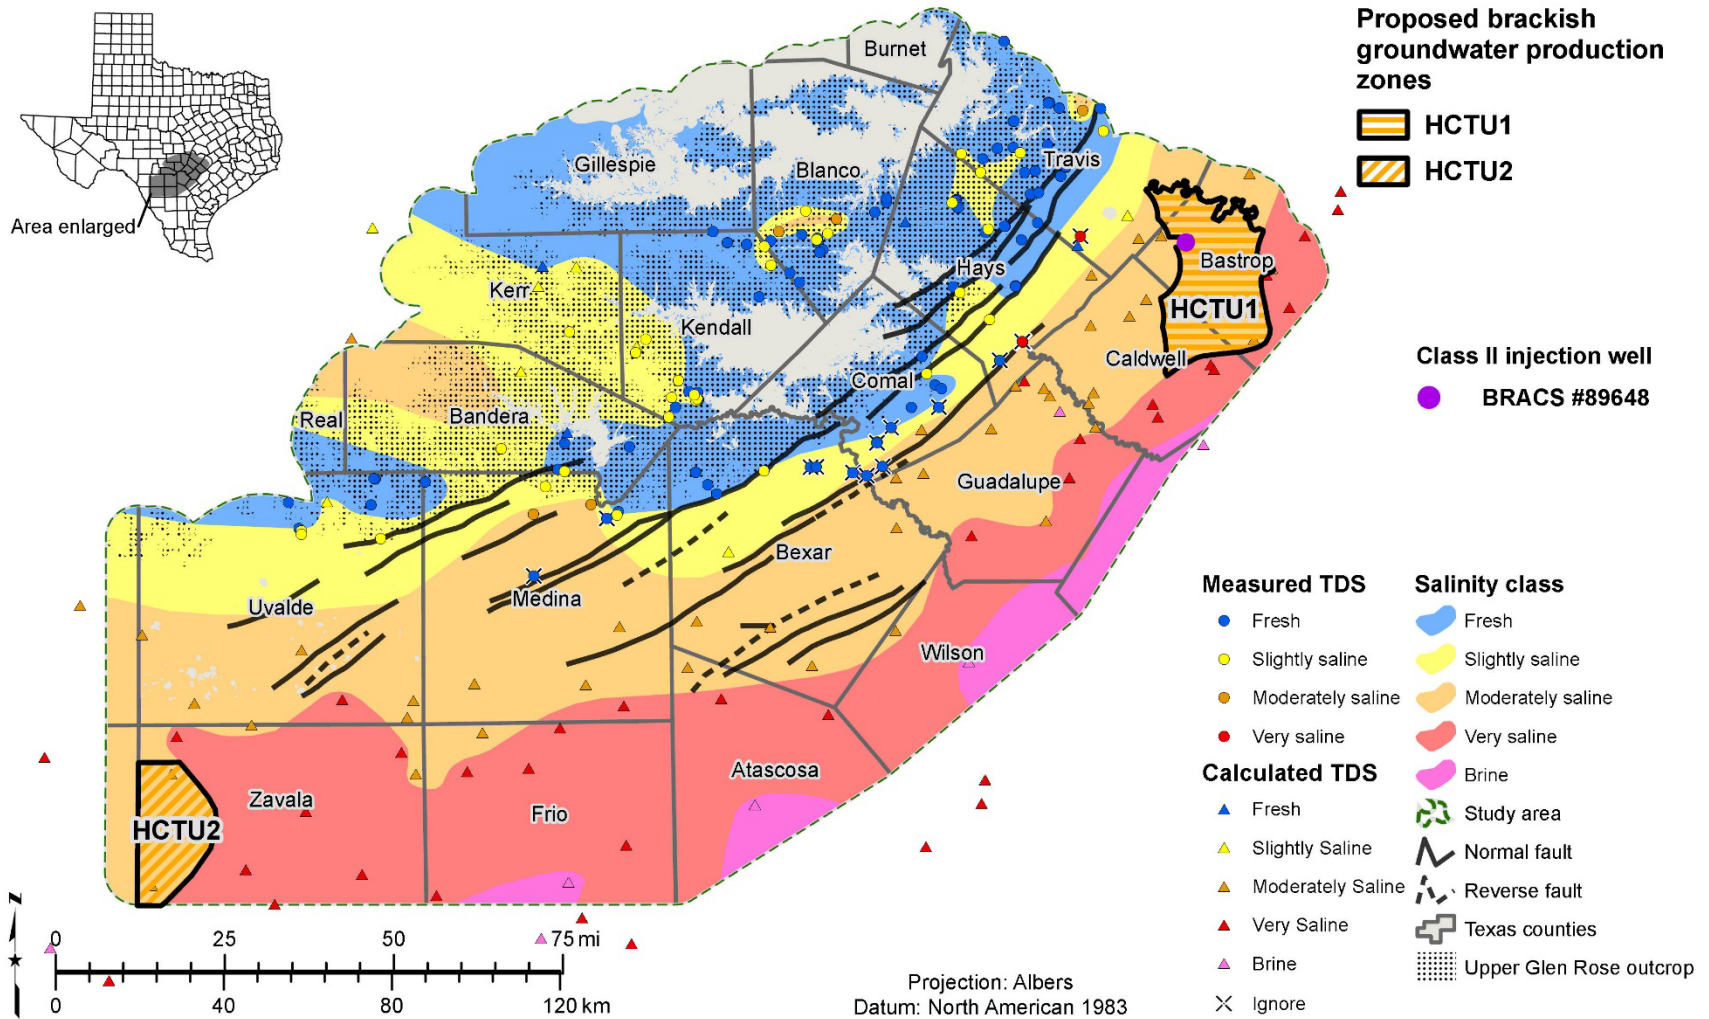 Proposed brackish
groundwater production
zones
HCTU1
HCTU2
Area enlarged
Burnet
Gillespie
Blanco
Travis
Kerr
Hays
Bastrop
HCTU1
Kendall
Caldwell
Comal
Real
Bandera
Guadalupe
Bexar
Uvalde
Medina
Wilson
Zavala
Atascosa
Frio
HCTU2
Class II injection well
BRACS #89648
Measured TDS
Fresh
Slightly saline
Moderately saline
Very saline
Calculated TDS
Fresh
Slightly Saline
Moderately Saline
Very Saline
Brine
Ignore
Salinity class
Fresh
Slightly saline
Moderately saline
Very saline
Brine
Study area
Normal fault
Reverse fault
Texas counties
Upper Glen Rose outcrop
N
0 25 50 75 mi
0 40 80 120 km
Projection: Albers
Datum: North American 1983